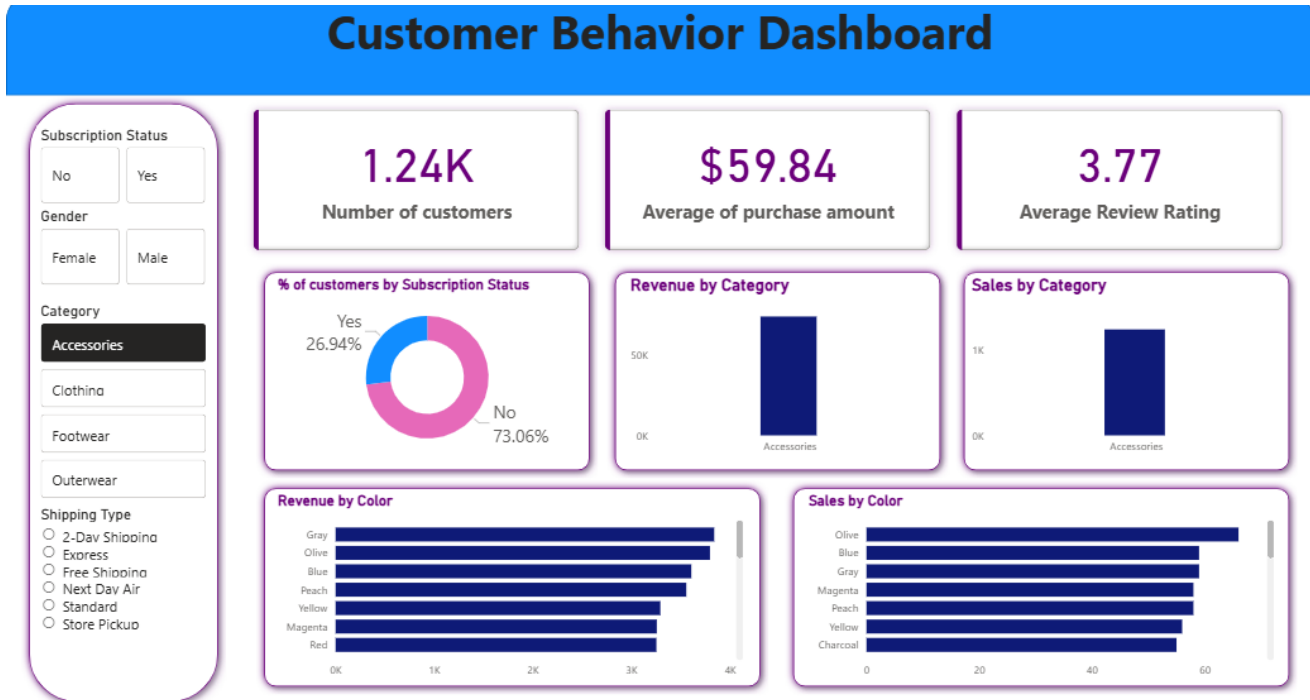 Customer Behavior Dashboard
Subscription Status
No
Yes
Gender
Female
Male
Category
Accessories
Clothing
Footwear
Outerwear
Shipping Type
2-Day Shipping
Express
Free Shipping
Next Day Air
Standard
Store Pickup
1.24K
Number of customers
$59.84
Average of purchase amount
3.77
Average Review Rating
% of customers by Subscription Status
Yes
26.94%
No
73.06%
Revenue by Category
50K
0K
Accessories
Sales by Category
1K
0K
Accessories
Revenue by Color
Gray
Olive
Blue
Peach
Yellow
Magenta
Red
0K 1K 2K 3K 4K
Sales by Color
Olive
Blue
Gray
Magenta
Peach
Yellow
Charcoal
0 20 40 60